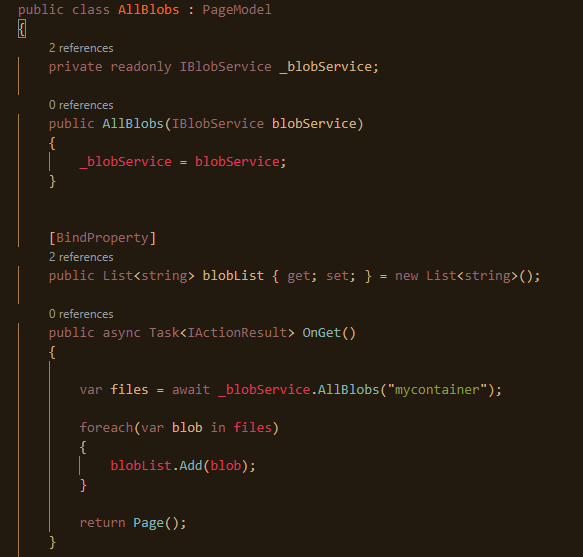 public class AllBlobs : PageModel
{
2 references
private readonly IBlobService _blobService;
0 references
public AllBlobs(IBlobService blobService)
{
_blobService = blobService;
}
[BindProperty]
2 references
public List<string> blobList { get; set; } = new List<string>();
0 references
public async Task<IActionResult> OnGet()
{
var files = await _blobService.AllBlobs("mycontainer");
foreach(var blob in files)
{
blobList.Add(blob);
}
return Page();
}